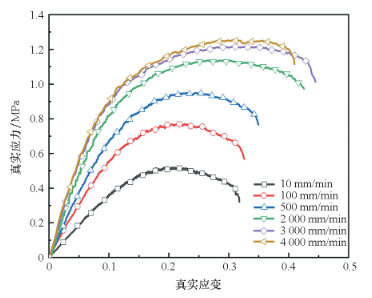 1.4
1.2
1.0
0.8
0.6
0.4
0.2
0
0 0.1 0.2 0.3 0.4 0.5
真实应力/MPa
真实应变
10 mm/min
100 mm/min
500 mm/min
2 000 mm/min
3 000 mm/min
4 000 mm/min